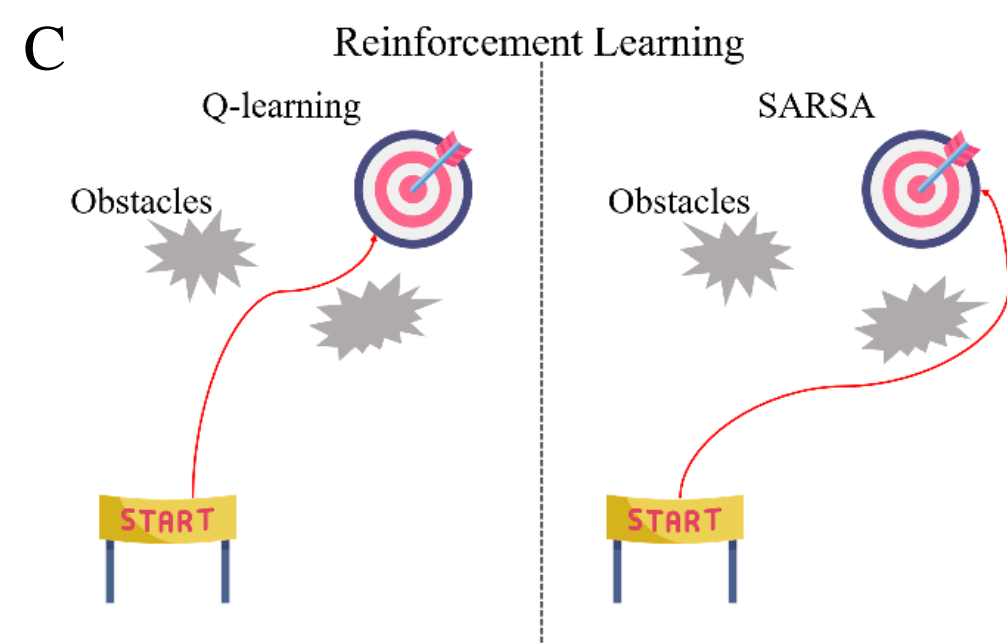 C
Reinforcement Learning
Q-learning
Obstacles
START
SARSA
Obstacles
START